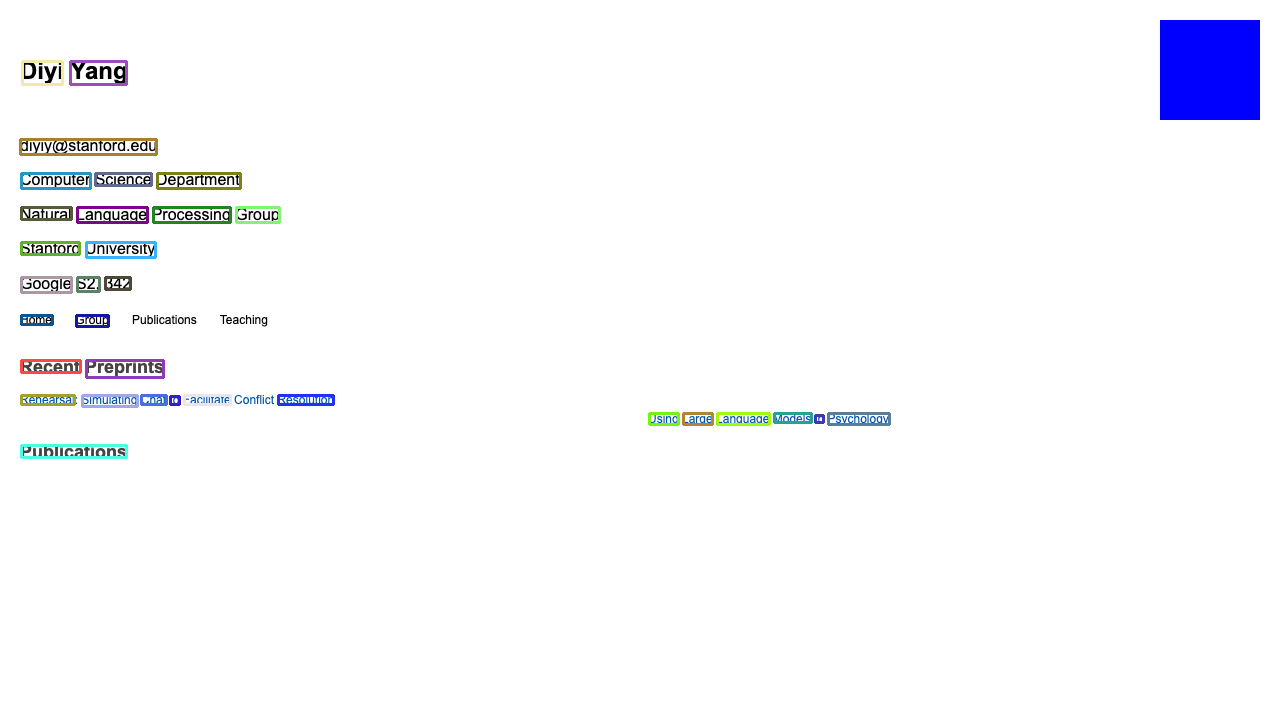 Diyi Yang
diyiy@stanford.edu
Computer Science Department
Natural Language Processing Group
Stanford University
Google S2, 342
Home Group Publications Teaching
Recent Preprints
Rehearsal: Simulating Chat to Facilitate Conflict Resolution
Using Large Language Models in Psychology
Publications